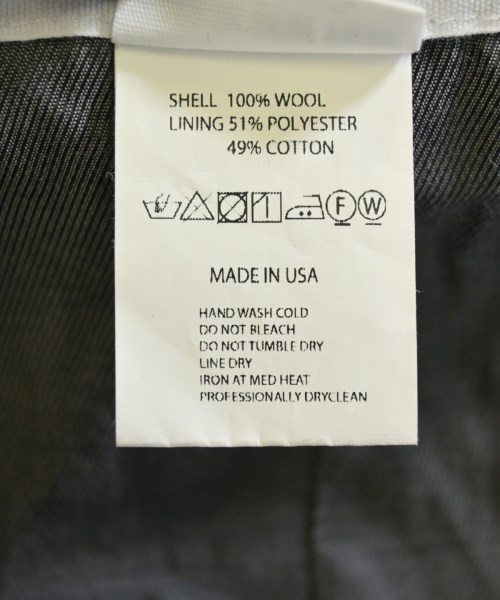 SHELL 100% WOOL
LINING 51% POLYESTER
49% COTTON
F W
MADE IN USA
HAND WASH COLD
DO NOT BLEACH
DO NOT TUMBLE DRY
LINE DRY
IRON AT MED HEAT
PROFESSIONALLY DRYCLEAN